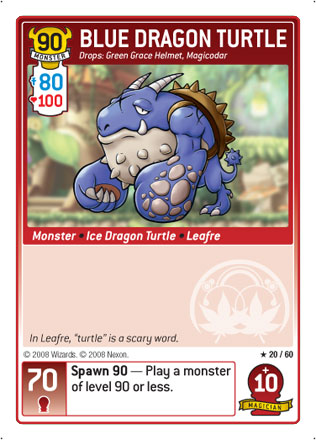 90
MONSTER
BLUE DRAGON TURTLE
Drops: Green Grace Helmet, Magicodar
80
100
Monster • Ice Dragon Turtle • Leafre
In Leafre, “turtle” is a scary word.
© 2008 Wizards. © 2008 Nexon.
★ 20 / 60
70
Spawn 90 — Play a monster
of level 90 or less.
+
10
MAGICIAN